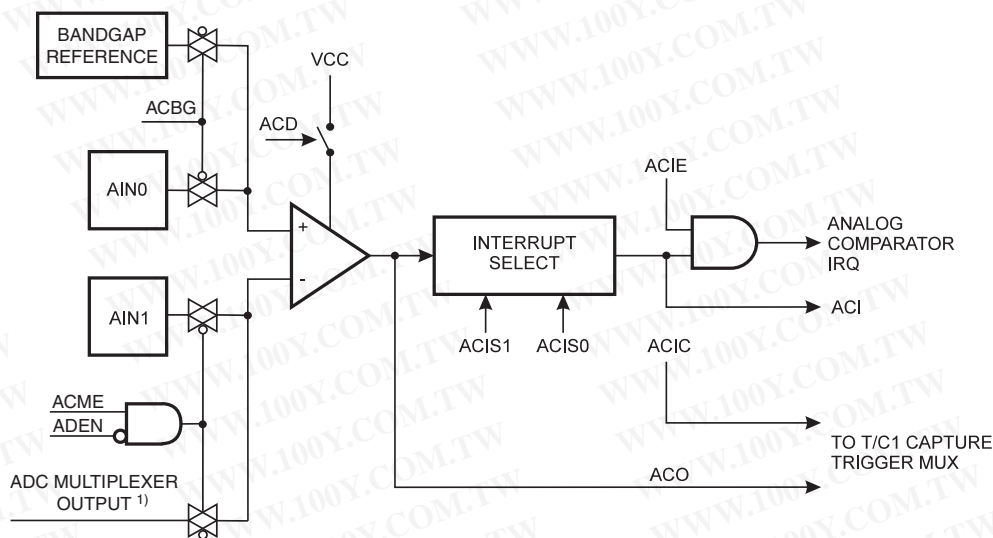 BANDGAP
REFERENCE
VCC
ACBG
ACD
AIN0
ACIE
+
INTERRUPT
SELECT
ANALOG
COMPARATOR
IRQ
-
AIN1
ACI
ACIS1
ACIS0
ACIC
ACME
ADEN
TO T/C1 CAPTURE
TRIGGER MUX
ADC MULTIPLEXER
OUTPUT 1)
ACO
WWW.100Y.COM.TW